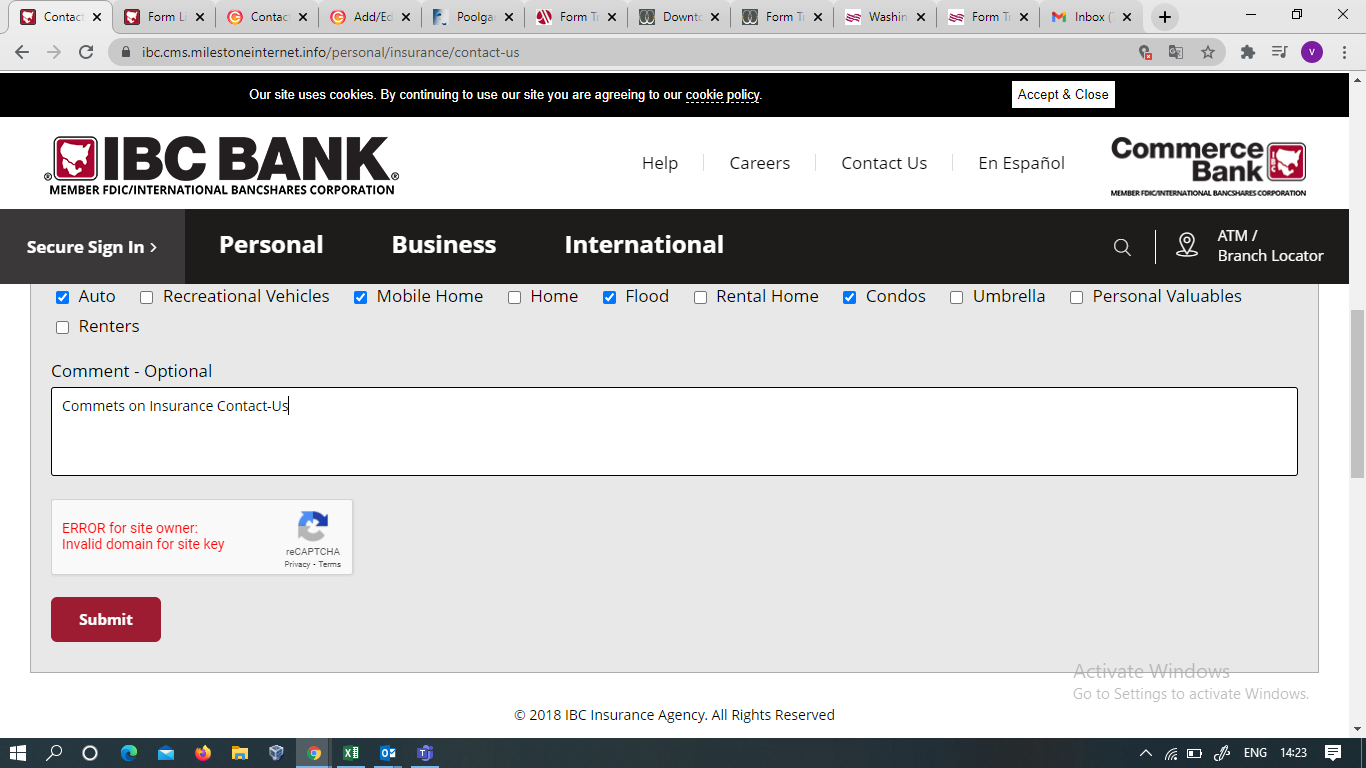 Contact
Form Li
Contac
Add/Ed
Poolga
Form T
Downto
Form T
Washin
Form T
Inbox (
ibc.cms.milestoneinternet.info/personal/insurance/contact-us
V
Our site uses cookies. By continuing to use our site you are agreeing to our cookie policy.
Accept & Close
IBC BANK
MEMBER FDIC/INTERNATIONAL BANCSHARES CORPORATION
Help
Careers
Contact Us
En Español
Commerce
Bank
MEMBER FDIC/INTERNATIONAL BANCSHARES CORPORATION
Secure Sign In >
Personal
Business
International
ATM /
Branch Locator
Auto Recreational Vehicles Mobile Home Home Flood Rental Home Condos Umbrella Personal Valuables
Renters
Comment - Optional
Commets on Insurance Contact-Us
ERROR for site owner:
Invalid domain for site key
reCAPTCHA
Privacy - Terms
Submit
Activate Windows
Go to Settings to activate Windows.
© 2018 IBC Insurance Agency. All Rights Reserved
ENG 14:23